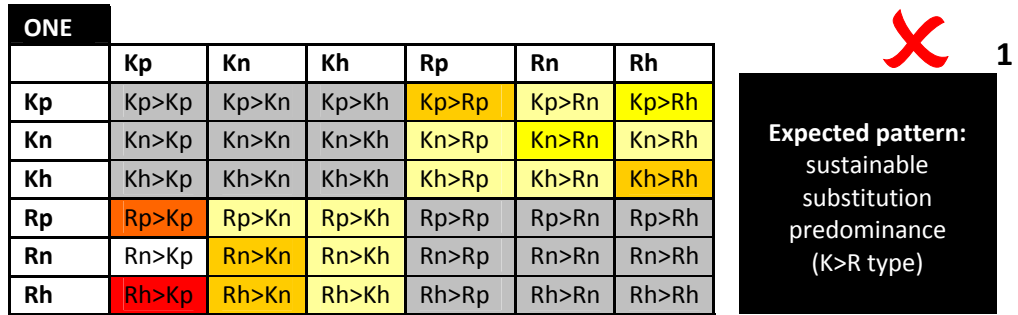 ONE
Kp Kn Kh Rp Rn Rh
Kp Kp>Kp Kp>Kn Kp>Kh Kp>Rp Kp>Rn Kp>Rh
Kn Kn>Kp Kn>Kn Kn>Kh Kn>Rp Kn>Rn Kn>Rh
Kh Kh>Kp Kh>Kn Kh>Kh Kh>Rp Kh>Rn Kh>Rh
Rp Rp>Kp Rp>Kn Rp>Kh Rp>Rp Rp>Rn Rp>Rh
Rn Rn>Kp Rn>Kn Rn>Kh Rn>Rp Rn>Rn Rn>Rh
Rh Rh>Kp Rh>Kn Rh>Kh Rh>Rp Rh>Rn Rh>Rh
1
Expected pattern:
sustainable
substitution
predominance
(K>R type)